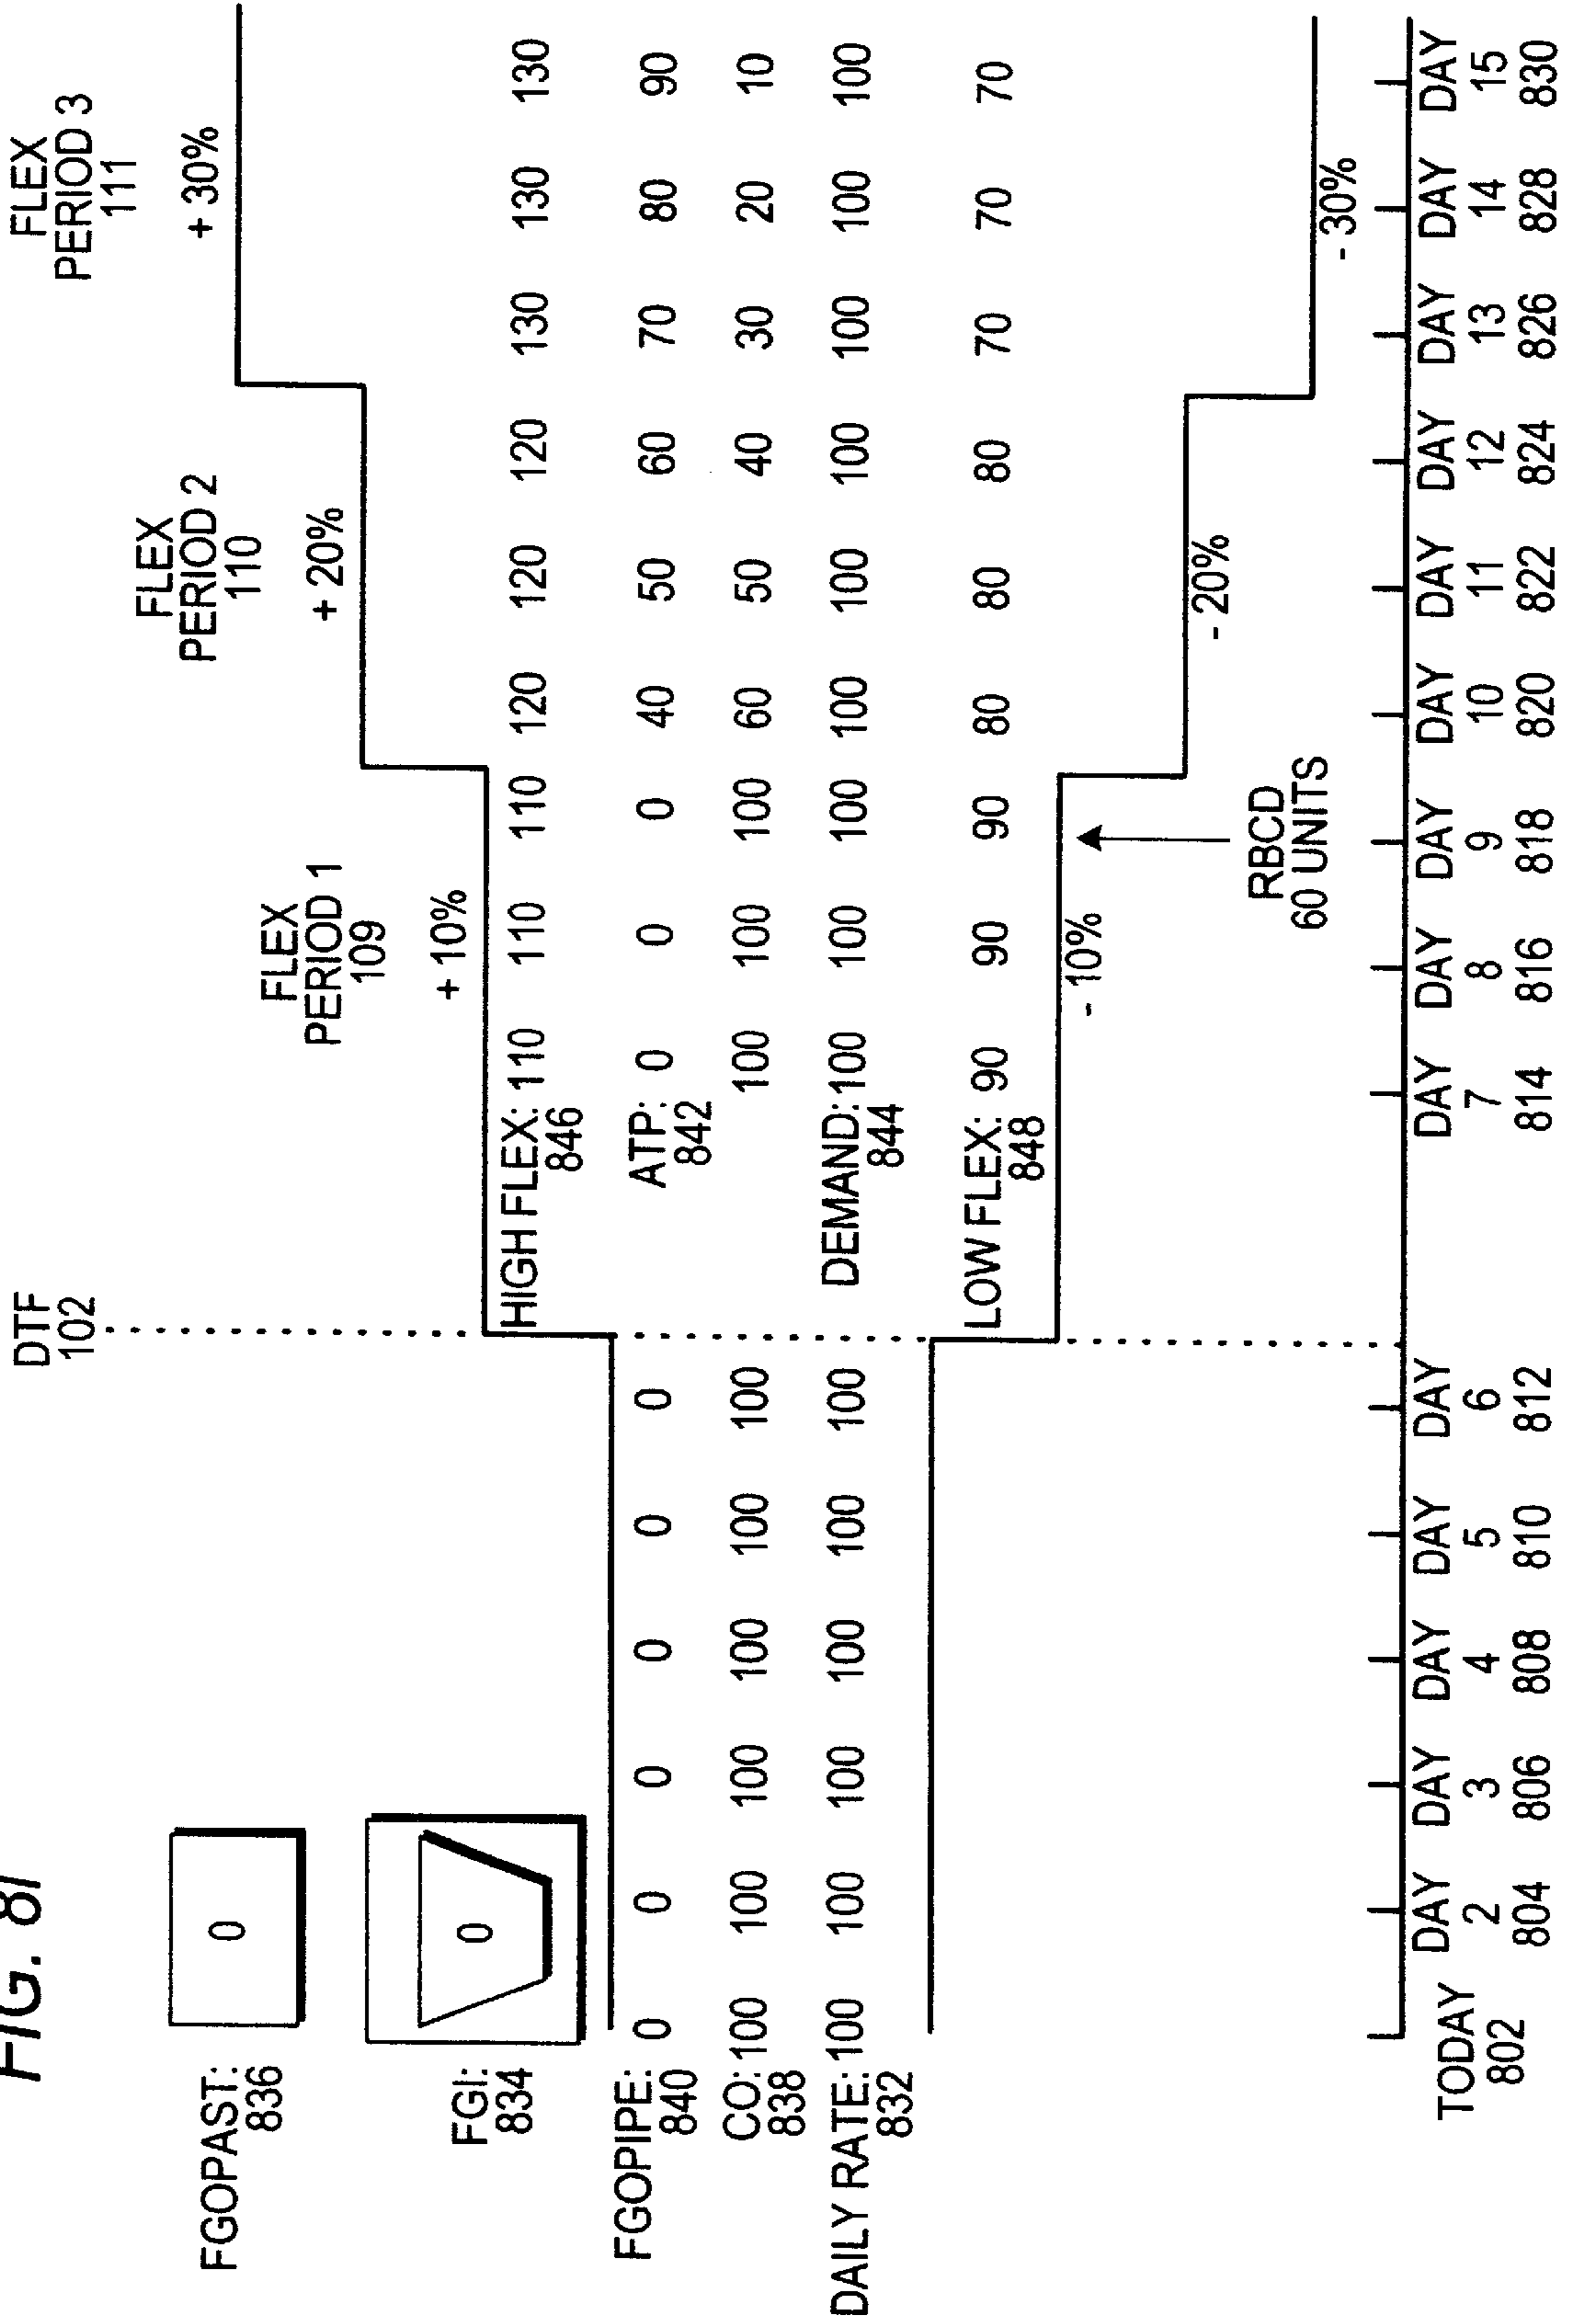 FIG. 8I
DTF
102
FLEX
PERIOD 3
111
+ 30%
FLEX
PERIOD 2
110
+ 20%
FLEX
PERIOD 1
109
+ 10%
FGOPAST:
836
0
FGI:
834
0
HIGH FLEX: 110 110 110 120 120 120 130 130 130
846
FGOPIPE: 0 0 0 0 0 0
840
ATP: 0 0 0 40 50 60 70 80 90
842
CO: 100 100 100 100 100 100 100 100 100 60 50 40 30 20 10
838
DAILY RATE: 100 100 100 100 100 100
832
DEMAND: 100 100 100 100 100 100 100 100 100
844
LOW FLEX: 90 90 90 80 80 80 70 70 70
848
- 10%
- 20%
- 30%
RBCD
60 UNITS
TODAY
802
DAY
2
804
DAY
3
806
DAY
4
808
DAY
5
810
DAY
6
812
DAY
7
814
DAY
8
816
DAY
9
818
DAY
10
820
DAY
11
822
DAY
12
824
DAY
13
826
DAY
14
828
DAY
15
830